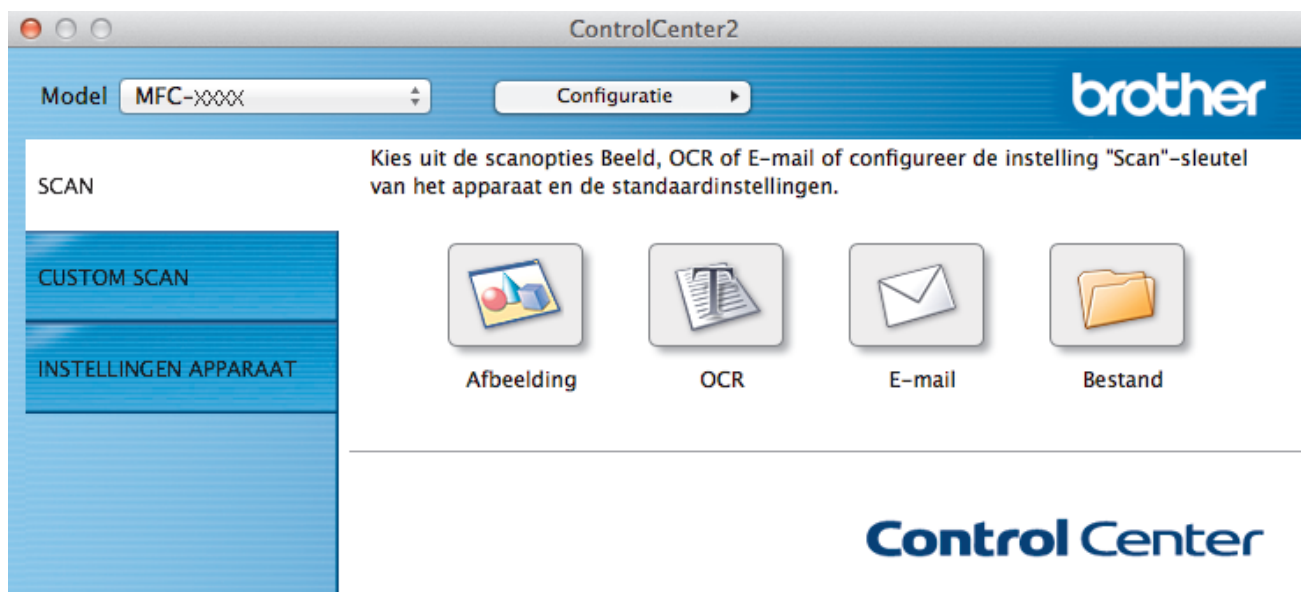 ControlCenter2
Model MFC-XXXX Configuratie brother
SCAN
Kies uit de scanopties Beeld, OCR of E-mail of configureer de instelling "Scan"-sleutel
van het apparaat en de standaardinstellingen.
CUSTOM SCAN
INSTELLINGEN APPARAAT
Afbeelding OCR E-mail Bestand
Control Center